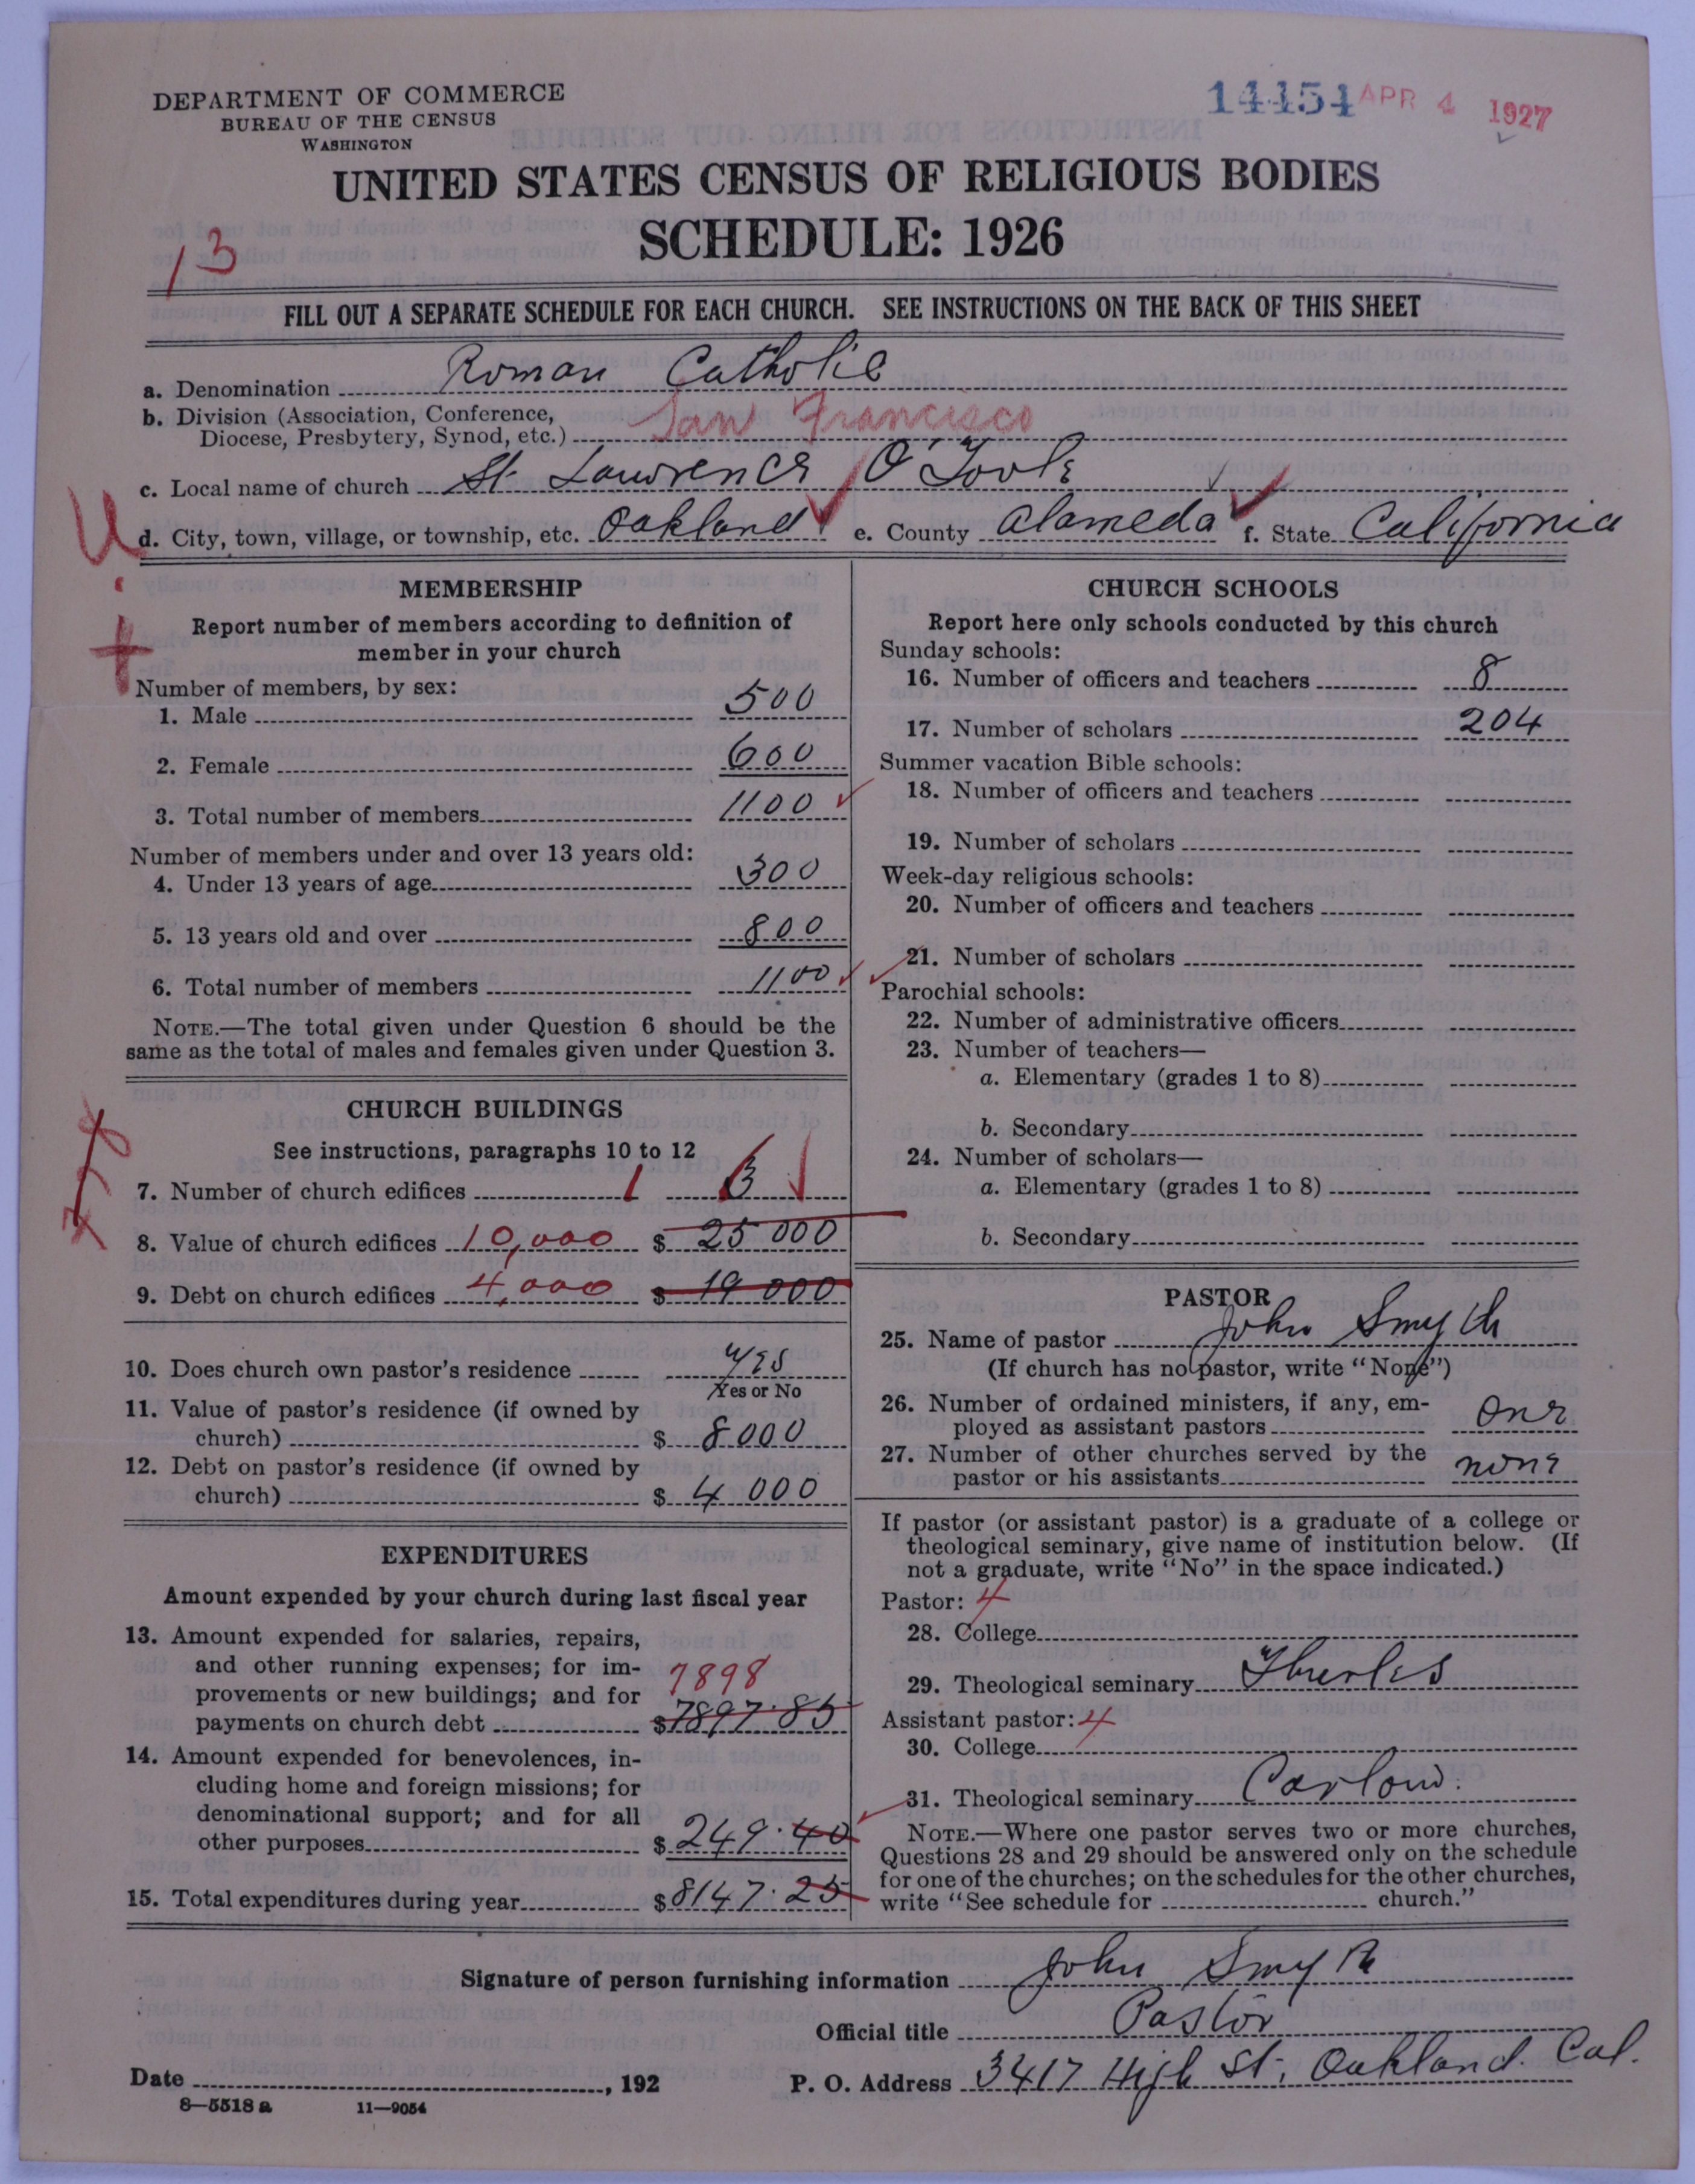 DEPARTMENT OF COMMERCE
BUREAU OF THE CENSUS
WASHINGTON
14454 APR 4 1927
UNITED STATES CENSUS OF RELIGIOUS BODIES
SCHEDULE: 1926
13
FILL OUT A SEPARATE SCHEDULE FOR EACH CHURCH. SEE INSTRUCTIONS ON THE BACK OF THIS SHEET
a. Denomination Roman Catholic
b. Division (Association, Conference,
Diocese, Presbytery, Synod, etc.) San Francisco
c. Local name of church St. Lawrence O'Toole
U
d. City, town, village, or township, etc. Oakland e. County Alameda f. State California
MEMBERSHIP
Report number of members according to definition of
member in your church
Number of members, by sex:
1. Male 500
2. Female 600
3. Total number of members 1100
Number of members under and over 13 years old:
4. Under 13 years of age 300
5. 13 years old and over 800
6. Total number of members 1100
NOTE.—The total given under Question 6 should be the
same as the total of males and females given under Question 3.
CHURCH BUILDINGS
See instructions, paragraphs 10 to 12
7. Number of church edifices 1 3
8. Value of church edifices 10,000 $ 25 000
9. Debt on church edifices 4,000 $ 19 000
10. Does church own pastor's residence yes
Yes or No
11. Value of pastor's residence (if owned by
church) $ 8 000
12. Debt on pastor's residence (if owned by
church) $ 4 000
EXPENDITURES
Amount expended by your church during last fiscal year
13. Amount expended for salaries, repairs,
and other running expenses; for im-
provements or new buildings; and for 7898
payments on church debt $ 7897.85
14. Amount expended for benevolences, in-
cluding home and foreign missions; for
denominational support; and for all
other purposes $ 249.40
15. Total expenditures during year $ 8147.25
CHURCH SCHOOLS
Report here only schools conducted by this church
Sunday schools:
16. Number of officers and teachers 8
17. Number of scholars 204
Summer vacation Bible schools:
18. Number of officers and teachers
19. Number of scholars
Week-day religious schools:
20. Number of officers and teachers
21. Number of scholars
Parochial schools:
22. Number of administrative officers
23. Number of teachers—
a. Elementary (grades 1 to 8)
b. Secondary
24. Number of scholars—
a. Elementary (grades 1 to 8)
b. Secondary
PASTOR
25. Name of pastor John Smyth
(If church has no pastor, write "None")
26. Number of ordained ministers, if any, em-
ployed as assistant pastors one
27. Number of other churches served by the
pastor or his assistants none
If pastor (or assistant pastor) is a graduate of a college or
theological seminary, give name of institution below. (If
not a graduate, write "No" in the space indicated.)
Pastor: 4
28. College
29. Theological seminary Thurles
Assistant pastor: 4
30. College
31. Theological seminary Carlow.
NOTE.—Where one pastor serves two or more churches,
Questions 28 and 29 should be answered only on the schedule
for one of the churches; on the schedules for the other churches,
write "See schedule for church."
Signature of person furnishing information John Smyth
Official title Pastor
Date , 192 P. O. Address 3417 High St. Oakland. Cal.
8—5518 a 11—9054